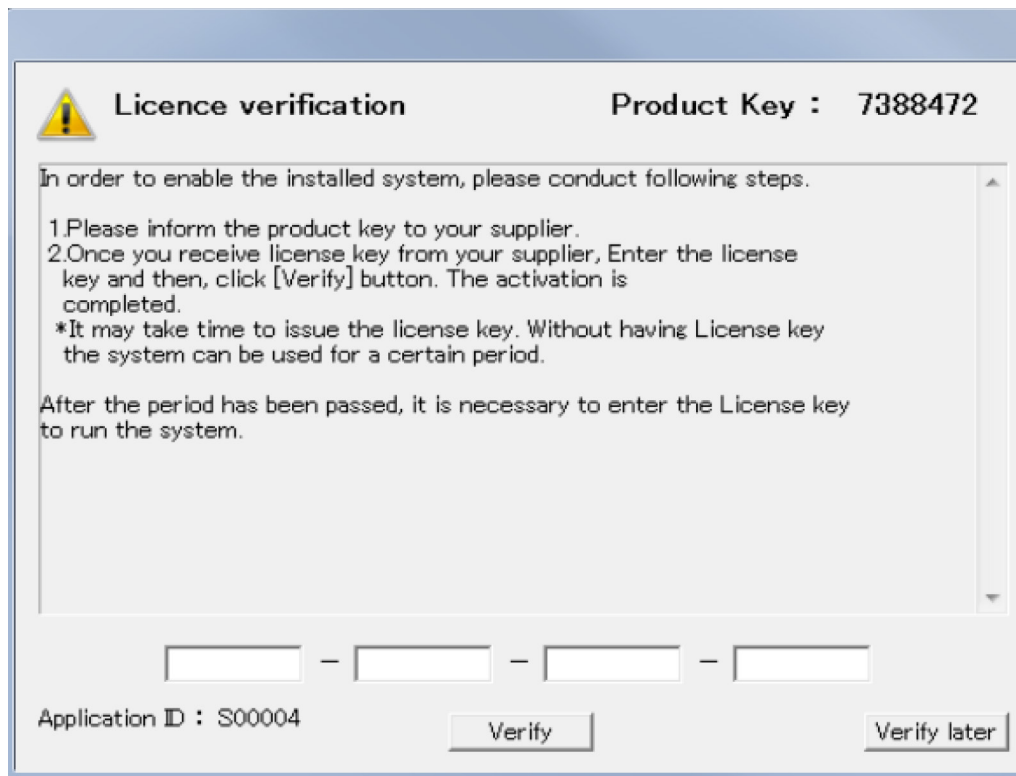 Licence verification Product Key : 7388472
In order to enable the installed system, please conduct following steps.
1.Please inform the product key to your supplier.
2.Once you receive license key from your supplier, Enter the license
key and then, click [Verify] button. The activation is
completed.
*It may take time to issue the license key. Without having License key
the system can be used for a certain period.
After the period has been passed, it is necessary to enter the License key
to run the system.
– – –
Application ID : S00004
Verify
Verify later